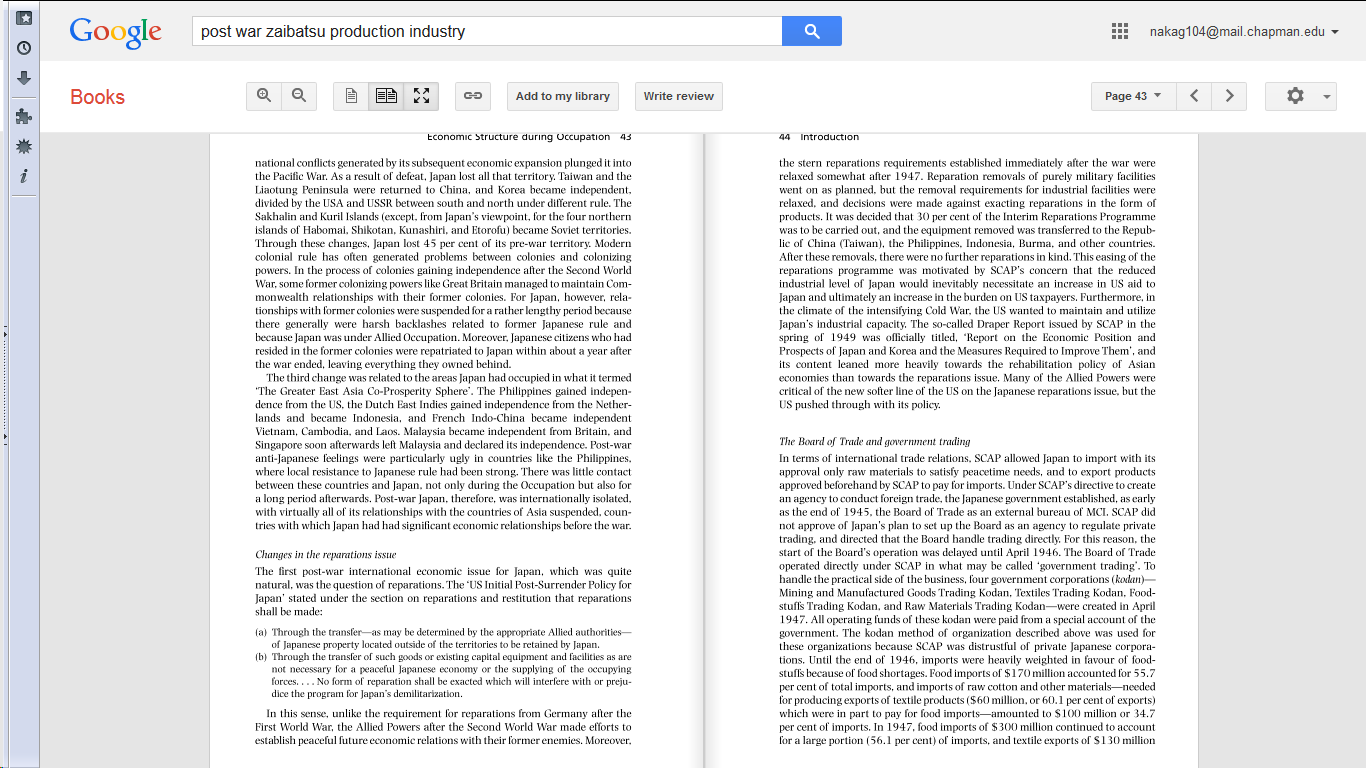 Google
post war zaibatsu production industry
nakag104@mail.chapman.edu
Books
Add to my library
Write review
Page 43
Economic Structure during Occupation 43
national conflicts generated by its subsequent economic expansion plunged it into
the Pacific War. As a result of defeat, Japan lost all that territory. Taiwan and the
Liaotung Peninsula were returned to China, and Korea became independent,
divided by the USA and USSR between south and north under different rule. The
Sakhalin and Kuril Islands (except, from Japan's viewpoint, for the four northern
islands of Habomai, Shikotan, Kunashiri, and Etorofu) became Soviet territories.
Through these changes, Japan lost 45 per cent of its pre-war territory. Modern
colonial rule has often generated problems between colonies and colonizing
powers. In the process of colonies gaining independence after the Second World
War, some former colonizing powers like Great Britain managed to maintain Com-
monwealth relationships with their former colonies. For Japan, however, rela-
tionships with former colonies were suspended for a rather lengthy period because
there generally were harsh backlashes related to former Japanese rule and
because Japan was under Allied Occupation. Moreover, Japanese citizens who had
resided in the former colonies were repatriated to Japan within about a year after
the war ended, leaving everything they owned behind.
The third change was related to the areas Japan had occupied in what it termed
'The Greater East Asia Co-Prosperity Sphere'. The Philippines gained indepen-
dence from the US, the Dutch East Indies gained independence from the Nether-
lands and became Indonesia, and French Indo-China became independent
Vietnam, Cambodia, and Laos. Malaysia became independent from Britain, and
Singapore soon afterwards left Malaysia and declared its independence. Post-war
anti-Japanese feelings were particularly ugly in countries like the Philippines,
where local resistance to Japanese rule had been strong. There was little contact
between these countries and Japan, not only during the Occupation but also for
a long period afterwards. Post-war Japan, therefore, was internationally isolated,
with virtually all of its relationships with the countries of Asia suspended, coun-
tries with which Japan had had significant economic relationships before the war.
Changes in the reparations issue
The first post-war international economic issue for Japan, which was quite
natural, was the question of reparations. The 'US Initial Post-Surrender Policy for
Japan' stated under the section on reparations and restitution that reparations
shall be made:
(a) Through the transfer—as may be determined by the appropriate Allied authorities—
of Japanese property located outside of the territories to be retained by Japan.
(b) Through the transfer of such goods or existing capital equipment and facilities as are
not necessary for a peaceful Japanese economy or the supplying of the occupying
forces. . . . No form of reparation shall be exacted which will interfere with or preju-
dice the program for Japan's demilitarization.
In this sense, unlike the requirement for reparations from Germany after the
First World War, the Allied Powers after the Second World War made efforts to
establish peaceful future economic relations with their former enemies. Moreover,
44 Introduction
the stern reparations requirements established immediately after the war were
relaxed somewhat after 1947. Reparation removals of purely military facilities
went on as planned, but the removal requirements for industrial facilities were
relaxed, and decisions were made against exacting reparations in the form of
products. It was decided that 30 per cent of the Interim Reparations Programme
was to be carried out, and the equipment removed was transferred to the Repub-
lic of China (Taiwan), the Philippines, Indonesia, Burma, and other countries.
After these removals, there were no further reparations in kind. This easing of the
reparations programme was motivated by SCAP's concern that the reduced
industrial level of Japan would inevitably necessitate an increase in US aid to
Japan and ultimately an increase in the burden on US taxpayers. Furthermore, in
the climate of the intensifying Cold War, the US wanted to maintain and utilize
Japan's industrial capacity. The so-called Draper Report issued by SCAP in the
spring of 1949 was officially titled, 'Report on the Economic Position and
Prospects of Japan and Korea and the Measures Required to Improve Them', and
its content leaned more heavily towards the rehabilitation policy of Asian
economies than towards the reparations issue. Many of the Allied Powers were
critical of the new softer line of the US on the Japanese reparations issue, but the
US pushed through with its policy.
The Board of Trade and government trading
In terms of international trade relations, SCAP allowed Japan to import with its
approval only raw materials to satisfy peacetime needs, and to export products
approved beforehand by SCAP to pay for imports. Under SCAP's directive to create
an agency to conduct foreign trade, the Japanese government established, as early
as the end of 1945, the Board of Trade as an external bureau of MCI. SCAP did
not approve of Japan's plan to set up the Board as an agency to regulate private
trading, and directed that the Board handle trading directly. For this reason, the
start of the Board's operation was delayed until April 1946. The Board of Trade
operated directly under SCAP in what may be called 'government trading'. To
handle the practical side of the business, four government corporations (kodan)—
Mining and Manufactured Goods Trading Kodan, Textiles Trading Kodan, Food-
stuffs Trading Kodan, and Raw Materials Trading Kodan—were created in April
1947. All operating funds of these kodan were paid from a special account of the
government. The kodan method of organization described above was used for
these organizations because SCAP was distrustful of private Japanese corpora-
tions. Until the end of 1946, imports were heavily weighted in favour of food-
stuffs because of food shortages. Food imports of $170 million accounted for 55.7
per cent of total imports, and imports of raw cotton and other materials—needed
for producing exports of textile products ($60 million, or 60.1 per cent of exports)
which were in part to pay for food imports—amounted to $100 million or 34.7
per cent of imports. In 1947, food imports of $300 million continued to account
for a large portion (56.1 per cent) of imports, and textile exports of $130 million